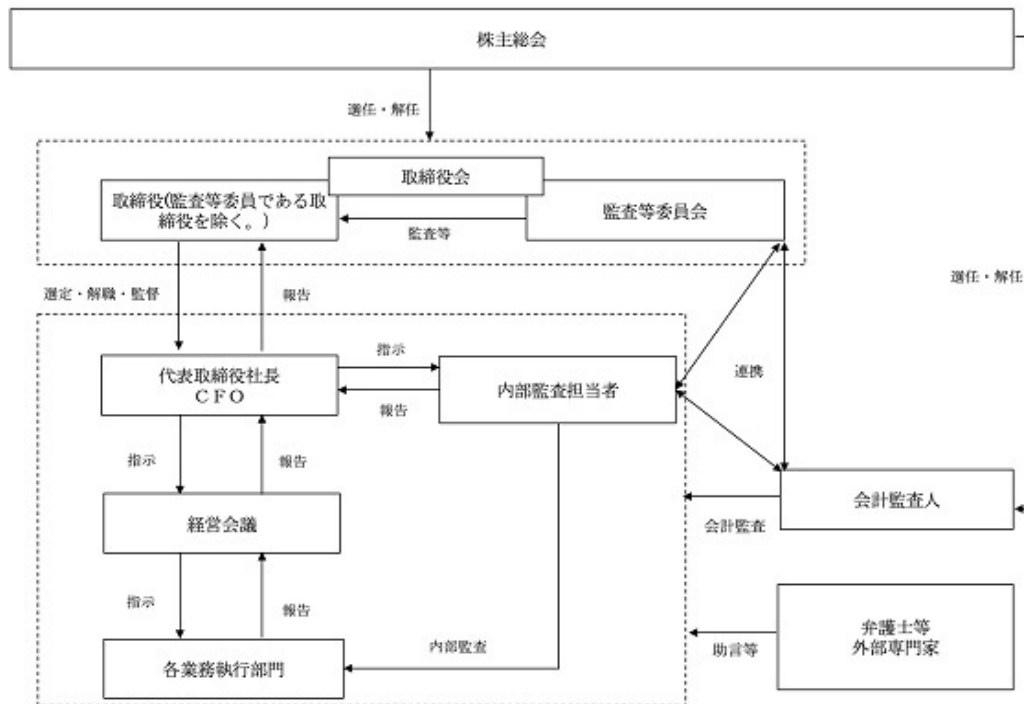 株主総会
選任・解任
取締役会
取締役(監査等委員である取
締役を除く。)
監査等委員会
監査等
選任・解任
選定・解職・監督
報告
代表取締役社長
CFO
指示
報告
内部監査担当者
連携
指示
報告
経営会議
会計監査人
会計監査
指示
報告
各業務執行部門
内部監査
弁護士等
外部専門家
助言等